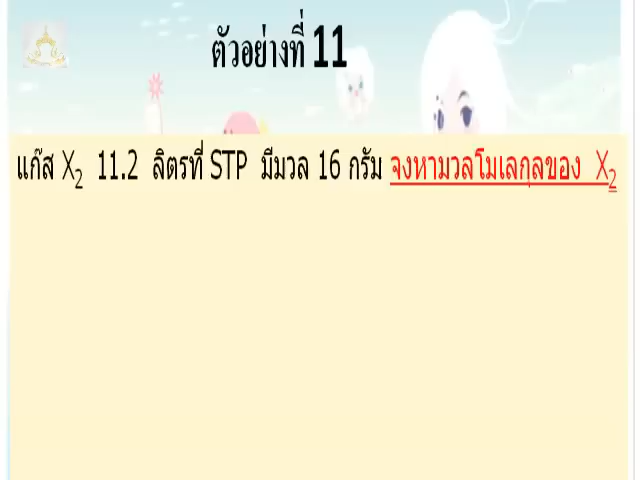 ตัวอย่างที่ 11
แก๊ส X₂ 11.2 ลิตรที่ STP มีมวล 16 กรัม จงหามวลโมเลกุลของ X₂